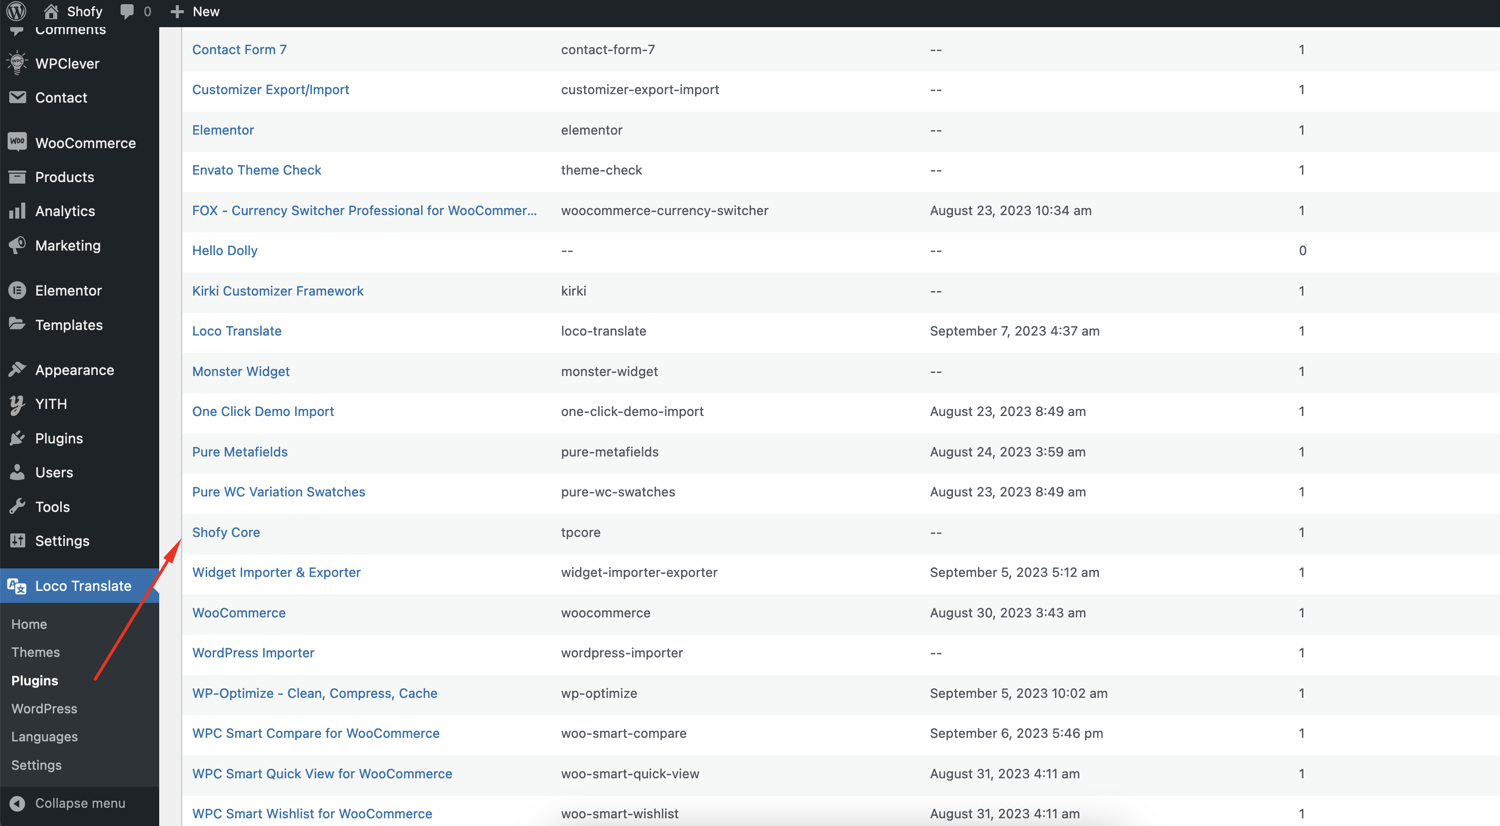 Shofy 0 New
Comments
WPClever
Contact
WooCommerce
Products
Analytics
Marketing
Elementor
Templates
Appearance
YITH
Plugins
Users
Tools
Settings
Loco Translate
Home
Themes
Plugins
WordPress
Languages
Settings
Collapse menu
Contact Form 7 contact-form-7 -- 1
Customizer Export/Import customizer-export-import -- 1
Elementor elementor -- 1
Envato Theme Check theme-check -- 1
FOX - Currency Switcher Professional for WooCommer... woocommerce-currency-switcher August 23, 2023 10:34 am 1
Hello Dolly -- -- 0
Kirki Customizer Framework kirki -- 1
Loco Translate loco-translate September 7, 2023 4:37 am 1
Monster Widget monster-widget -- 1
One Click Demo Import one-click-demo-import August 23, 2023 8:49 am 1
Pure Metafields pure-metafields August 24, 2023 3:59 am 1
Pure WC Variation Swatches pure-wc-swatches August 23, 2023 8:49 am 1
Shofy Core tpcore -- 1
Widget Importer & Exporter widget-importer-exporter September 5, 2023 5:12 am 1
WooCommerce woocommerce August 30, 2023 3:43 am 1
WordPress Importer wordpress-importer -- 1
WP-Optimize - Clean, Compress, Cache wp-optimize September 5, 2023 10:02 am 1
WPC Smart Compare for WooCommerce woo-smart-compare September 6, 2023 5:46 pm 1
WPC Smart Quick View for WooCommerce woo-smart-quick-view August 31, 2023 4:11 am 1
WPC Smart Wishlist for WooCommerce woo-smart-wishlist August 31, 2023 4:11 am 1